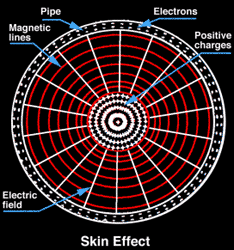 Pipe
Electrons
Magnetic
lines
Positive
charges
Electric
field
Skin Effect